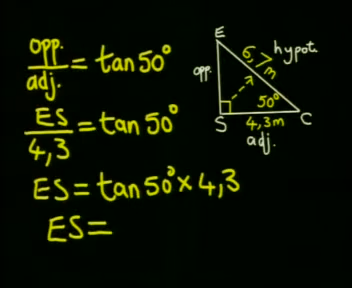 opp.
adj. = tan 50°
ES
4,3 = tan 50°
ES = tan 50° × 4,3
ES =
E
6,7 m
hypot.
opp.
50°
S
4,3 m
C
adj.